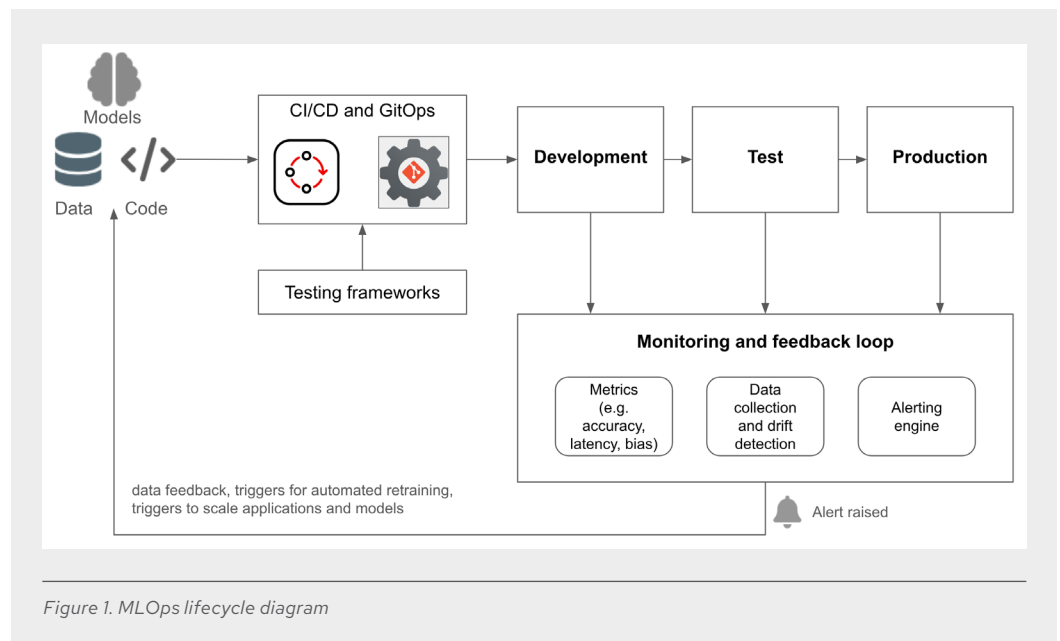 Models
Data
Code
CI/CD and GitOps
Testing frameworks
Development
Test
Production
Monitoring and feedback loop
Metrics
(e.g.
accuracy,
latency, bias)
Data
collection
and drift
detection
Alerting
engine
data feedback, triggers for automated retraining,
triggers to scale applications and models
Alert raised
Figure 1. MLOps lifecycle diagram